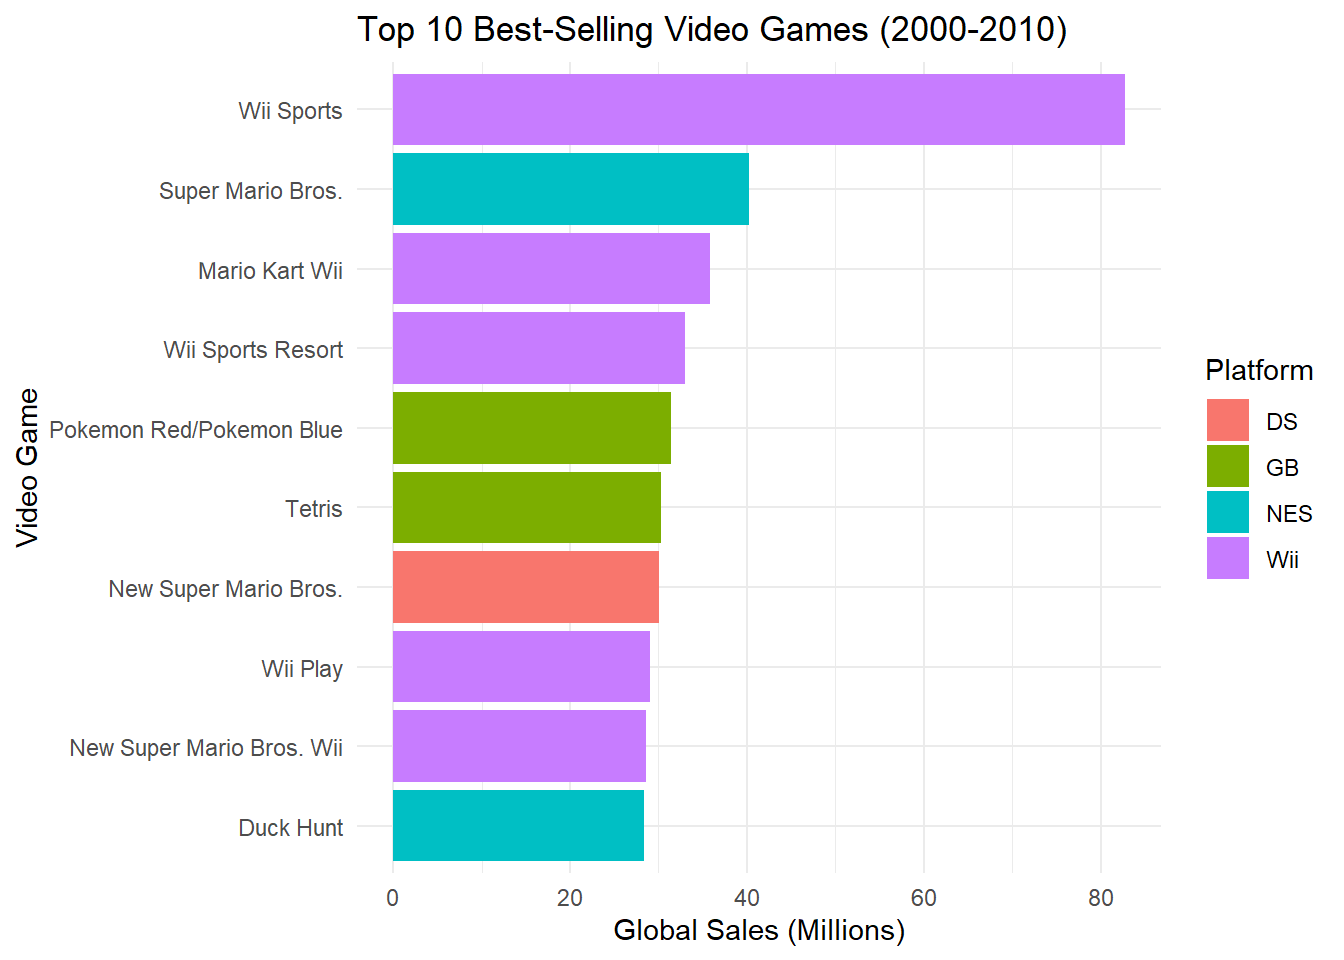 Top 10 Best-Selling Video Games (2000-2010)
Wii Sports
Super Mario Bros.
Mario Kart Wii
Wii Sports Resort
Pokemon Red/Pokemon Blue
Tetris
New Super Mario Bros.
Wii Play
New Super Mario Bros. Wii
Duck Hunt
Video Game
0 20 40 60 80
Global Sales (Millions)
Platform
DS
GB
NES
Wii